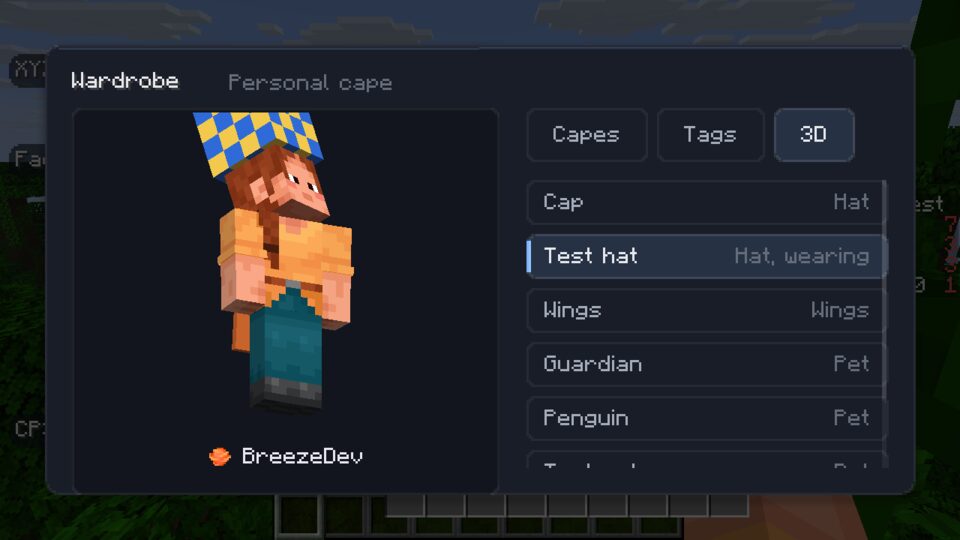 Wardrobe
Personal cape
Capes
Tags
3D
Cap
Hat
Test hat
Hat, wearing
Wings
Wings
Guardian
Pet
Penguin
Pet
BreezeDev